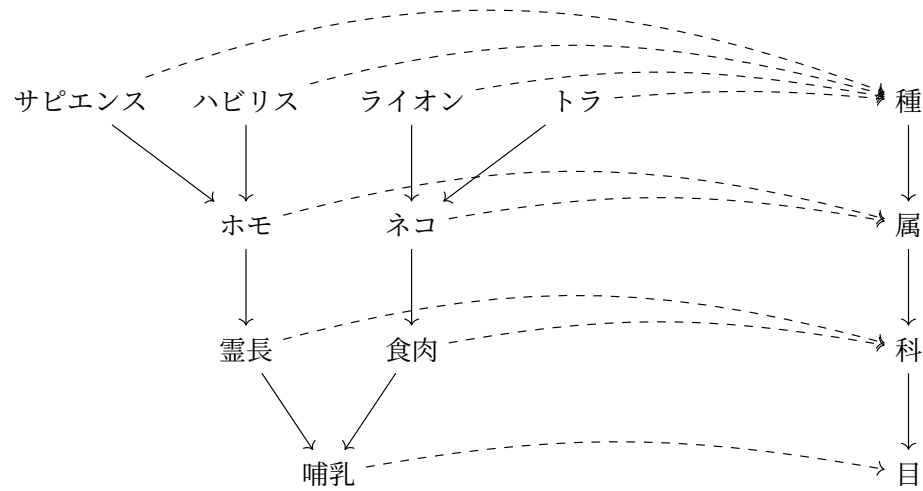 サピエンス ハビリス ライオン トラ 種
ホモ ネコ 属
霊長 食肉 科
哺乳 目